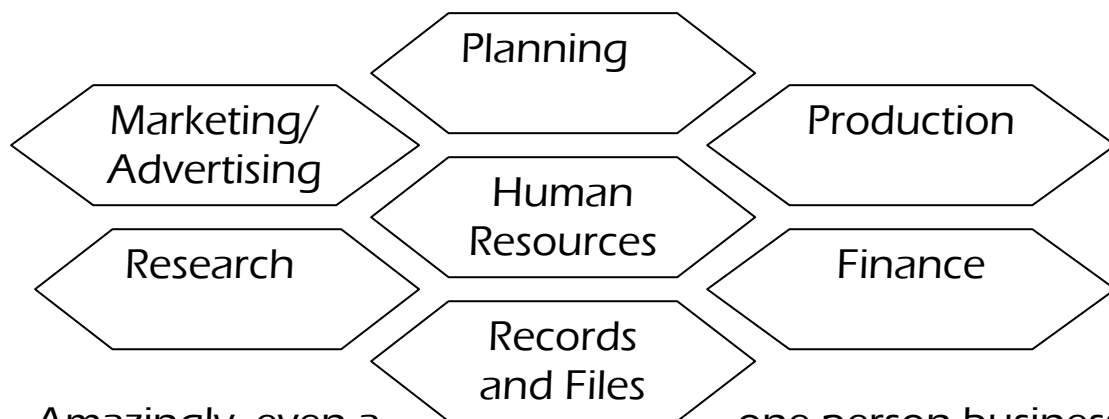 Planning
Marketing/
Advertising
Production
Human
Resources
Research
Finance
Records
and Files
Amazingly, even a one person business